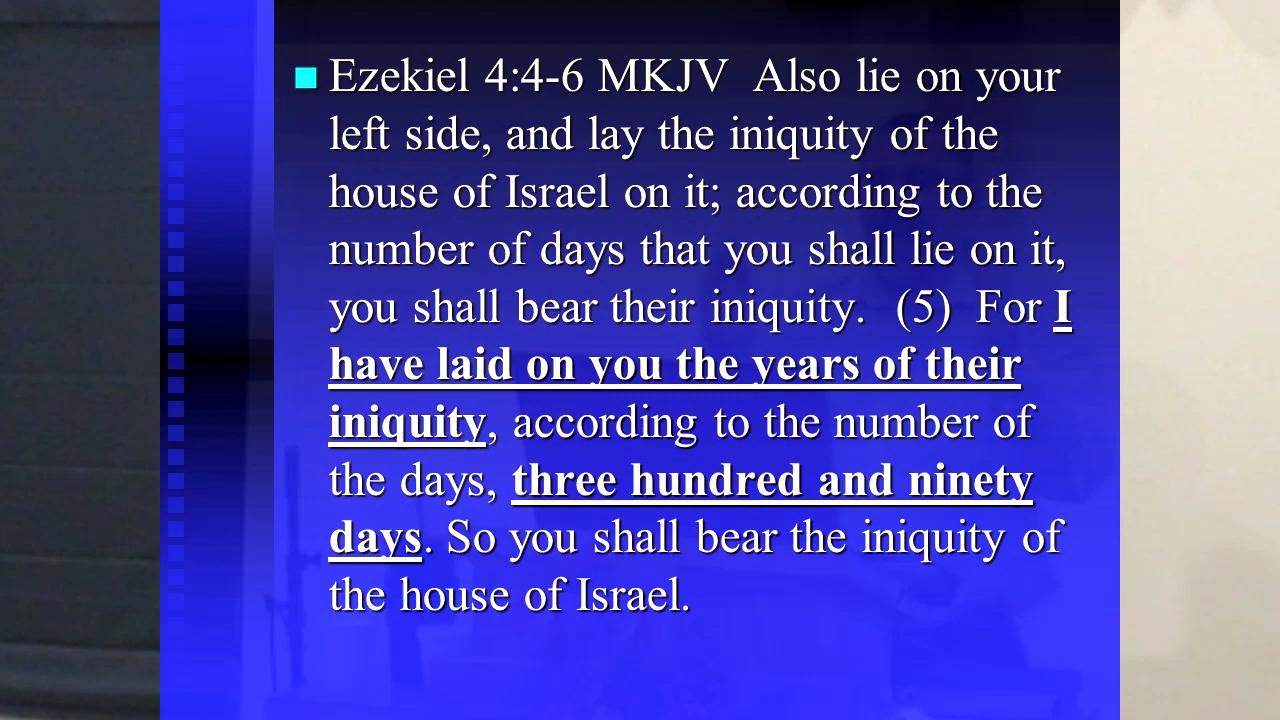 Ezekiel 4:4-6 MKJV  Also lie on your
left side, and lay the iniquity of the
house of Israel on it; according to the
number of days that you shall lie on it,
you shall bear their iniquity.  (5)  For I
have laid on you the years of their
iniquity, according to the number of
the days, three hundred and ninety
days. So you shall bear the iniquity of
the house of Israel.